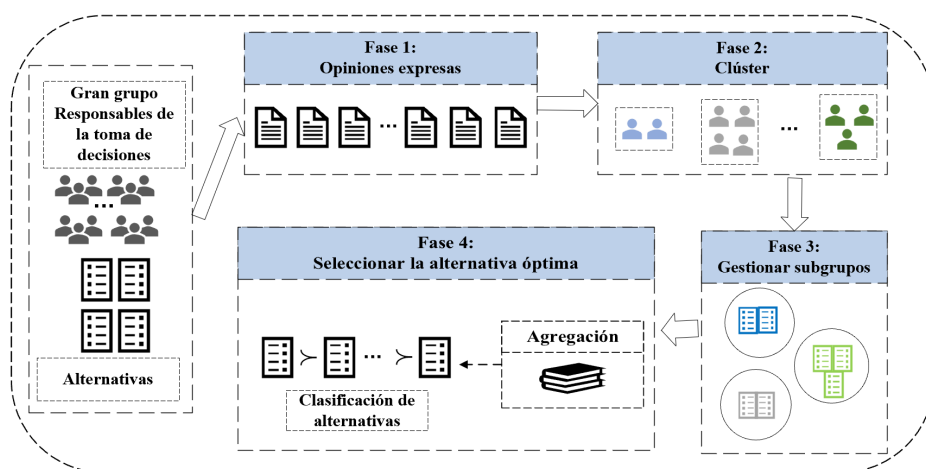 Gran grupo
Responsables de
la toma de
decisiones
...
Alternativas
Fase 1:
Opiniones expresas
...
Fase 2:
Clúster
...
Fase 3:
Gestionar subgrupos
Fase 4:
Seleccionar la alternativa óptima
...
Clasificación de
alternativas
Agregación